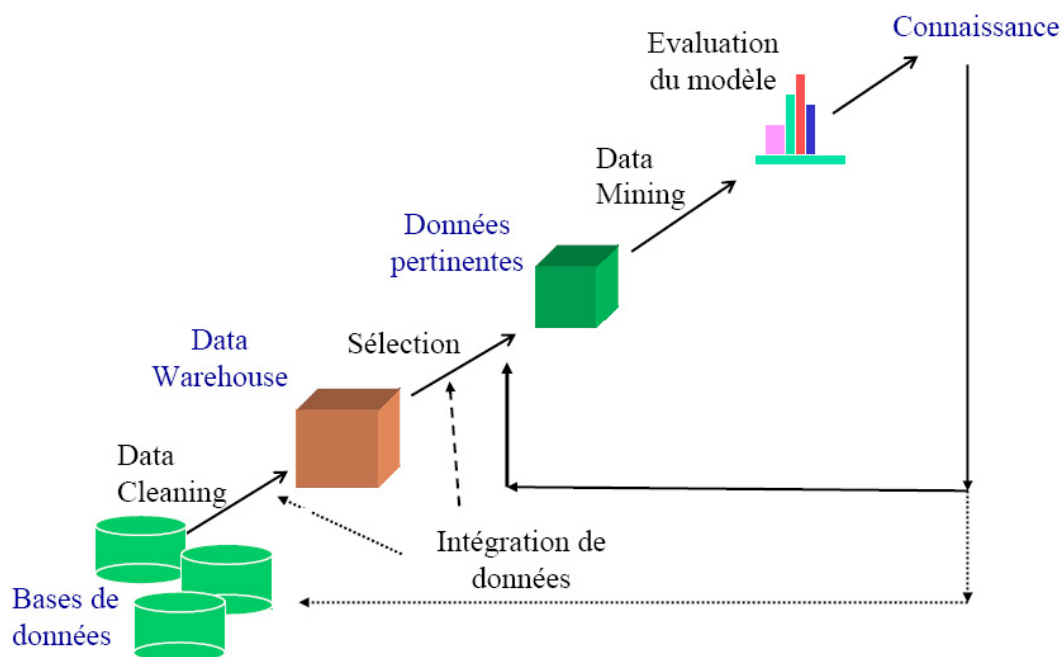 Connaissance
Evaluation
du modèle
Data
Mining
Données
pertinentes
Sélection
Data
Warehouse
Data
Cleaning
Intégration de
données
Bases de
données